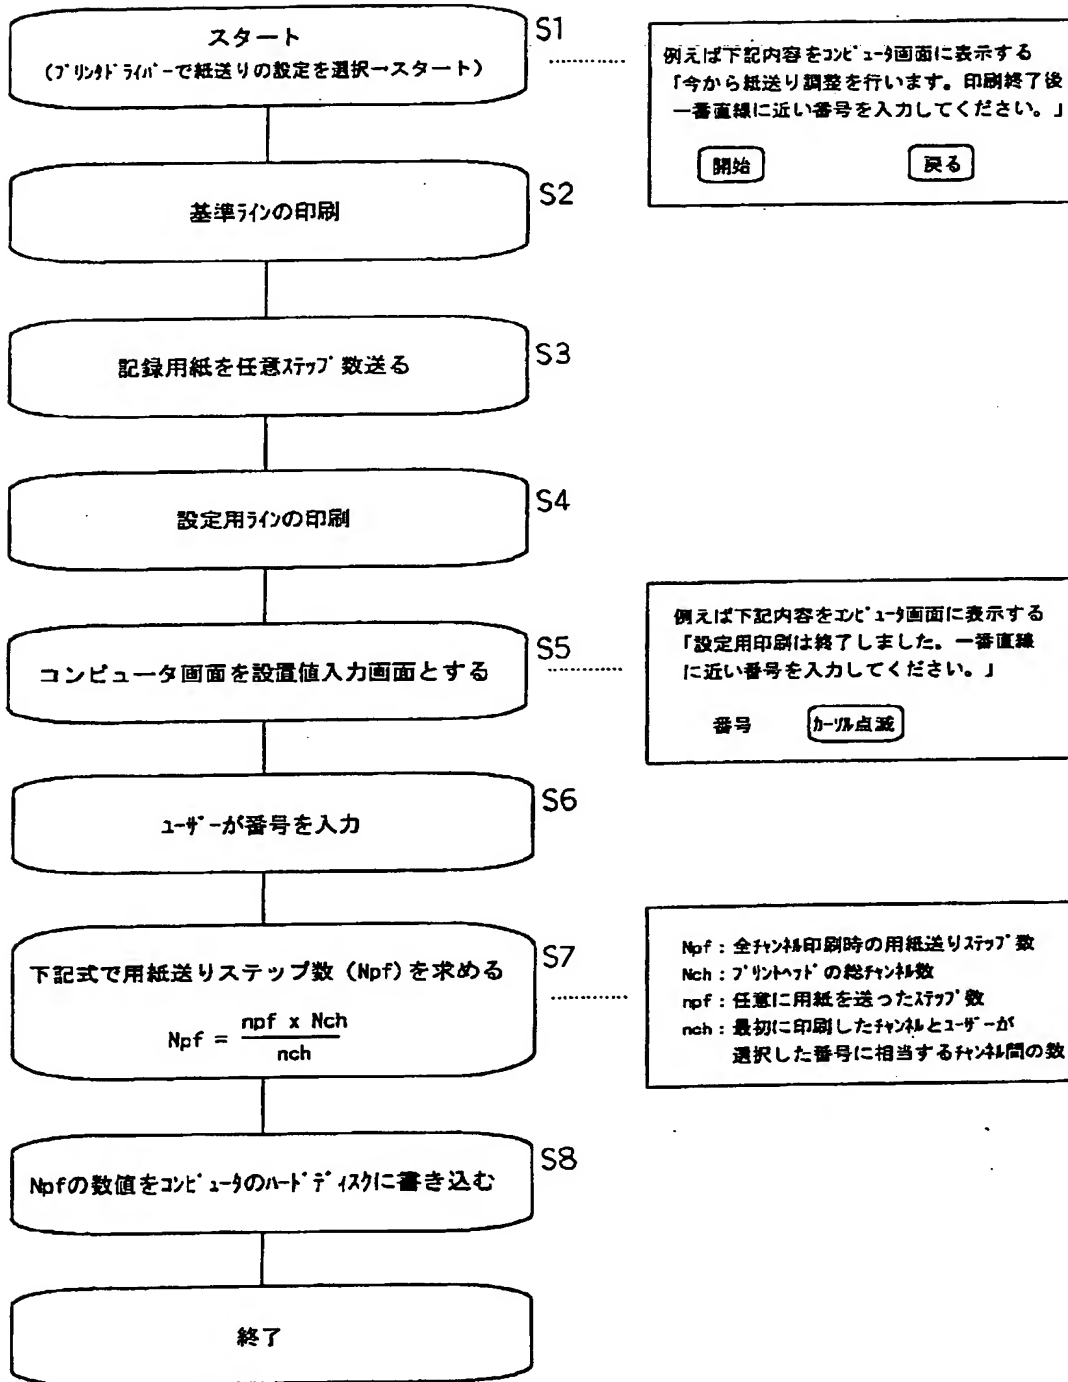 スタート
(プリンタドライバーで紙送りの設定を選択→スタート)
S1
例えば下記内容をコンピュータ画面に表示する
「今から紙送り調整を行います。印刷終了後
一番直線に近い番号を入力してください。」
開始
戻る
基準ラインの印刷
S2
記録用紙を任意ステップ数送る
S3
設定用ラインの印刷
S4
コンピュータ画面を設置値入力画面とする
S5
例えば下記内容をコンピュータ画面に表示する
「設定用印刷は終了しました。一番直線
に近い番号を入力してください。」
番号
カーソル点滅
ユーザーが番号を入力
S6
下記式で用紙送りステップ数 (Npf) を求める
Npf = npf x Nch / nch
S7
Npf : 全チャンネル印刷時の用紙送りステップ数
Nch : プリントヘッドの総チャンネル数
npf : 任意に用紙を送ったステップ数
nch : 最初に印刷したチャンネルとユーザーが
選択した番号に相当するチャンネル間の数
Npfの数値をコンピュータのハードディスクに書き込む
S8
終了